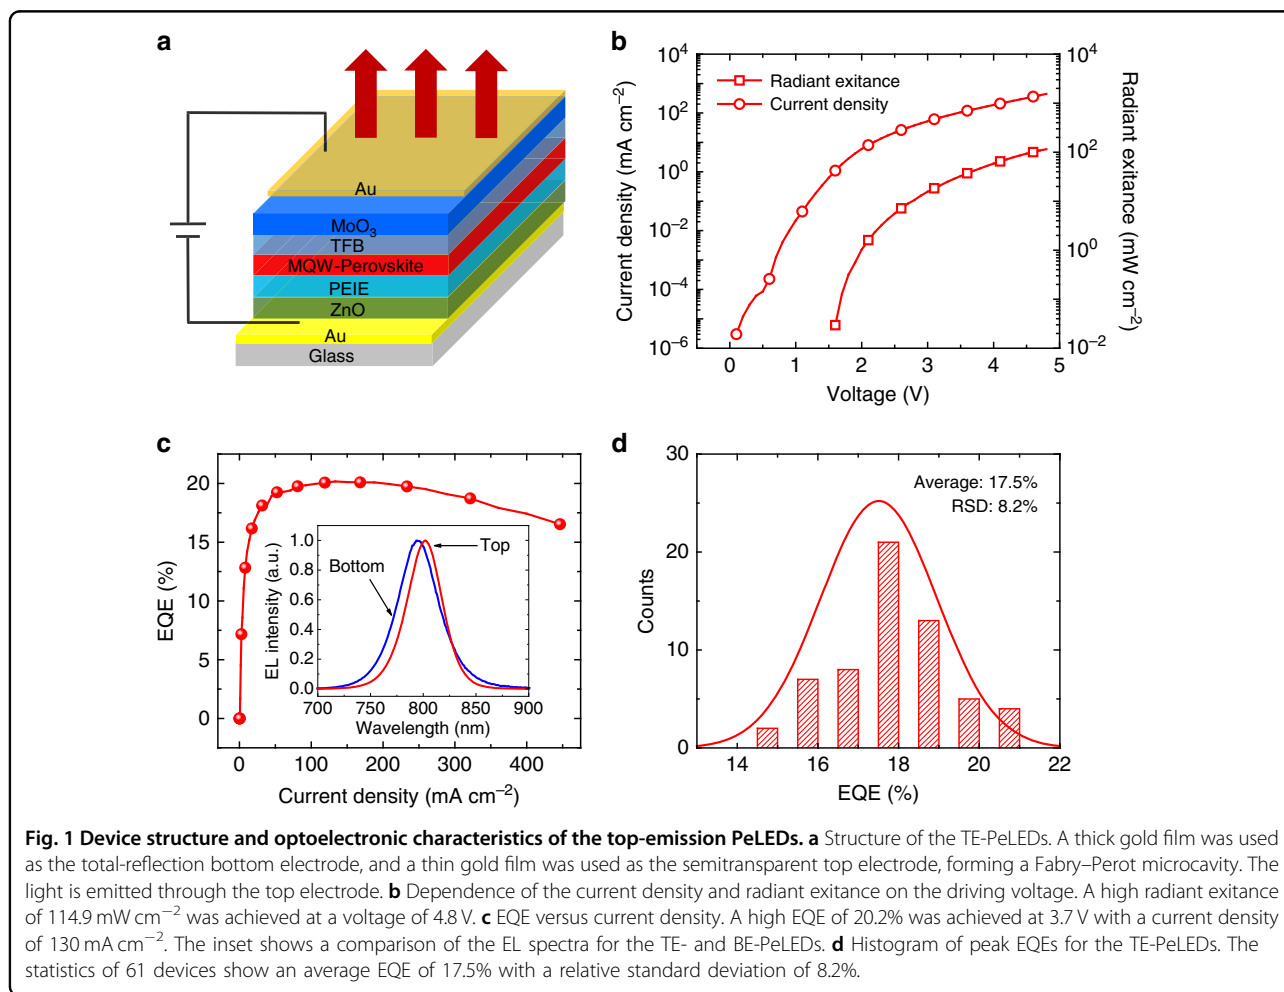 a
Au
MoO3
TFB
MQW-Perovskite
PEIE
ZnO
Au
Glass
b
Radiant exitance
Current density
10⁴
10²
10⁰
10⁻²
10⁻⁴
10⁻⁶
Current density (mA cm⁻²)
10⁴
10²
10⁰
10⁻²
Radiant exitance (mW cm⁻²)
0 1 2 3 4 5
Voltage (V)
c
20
15
10
5
0
EQE (%)
0 100 200 300 400
Current density (mA cm⁻²)
1.0
0.8
0.6
0.4
0.2
0.0
EL intensity (a.u.)
Top
Bottom
700 750 800 850 900
Wavelength (nm)
d
30
20
10
0
Counts
Average: 17.5%
RSD: 8.2%
14 16 18 20 22
EQE (%)
Fig. 1 Device structure and optoelectronic characteristics of the top-emission PeLEDs. a Structure of the TE-PeLEDs. A thick gold film was used
as the total-reflection bottom electrode, and a thin gold film was used as the semitransparent top electrode, forming a Fabry–Perot microcavity. The
light is emitted through the top electrode. b Dependence of the current density and radiant exitance on the driving voltage. A high radiant exitance
of 114.9 mW cm⁻² was achieved at a voltage of 4.8 V. c EQE versus current density. A high EQE of 20.2% was achieved at 3.7 V with a current density
of 130 mA cm⁻². The inset shows a comparison of the EL spectra for the TE- and BE-PeLEDs. d Histogram of peak EQEs for the TE-PeLEDs. The
statistics of 61 devices show an average EQE of 17.5% with a relative standard deviation of 8.2%.